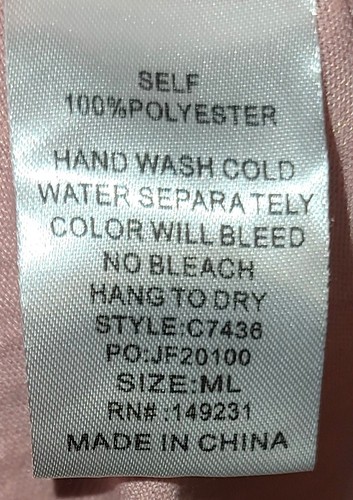 SELF
100%POLYESTER
HAND WASH COLD
WATER SEPARATELY
COLOR WILL BLEED
NO BLEACH
HANG TO DRY
STYLE:C7436
PO:JF20100
SIZE:ML
RN#:149231
MADE IN CHINA